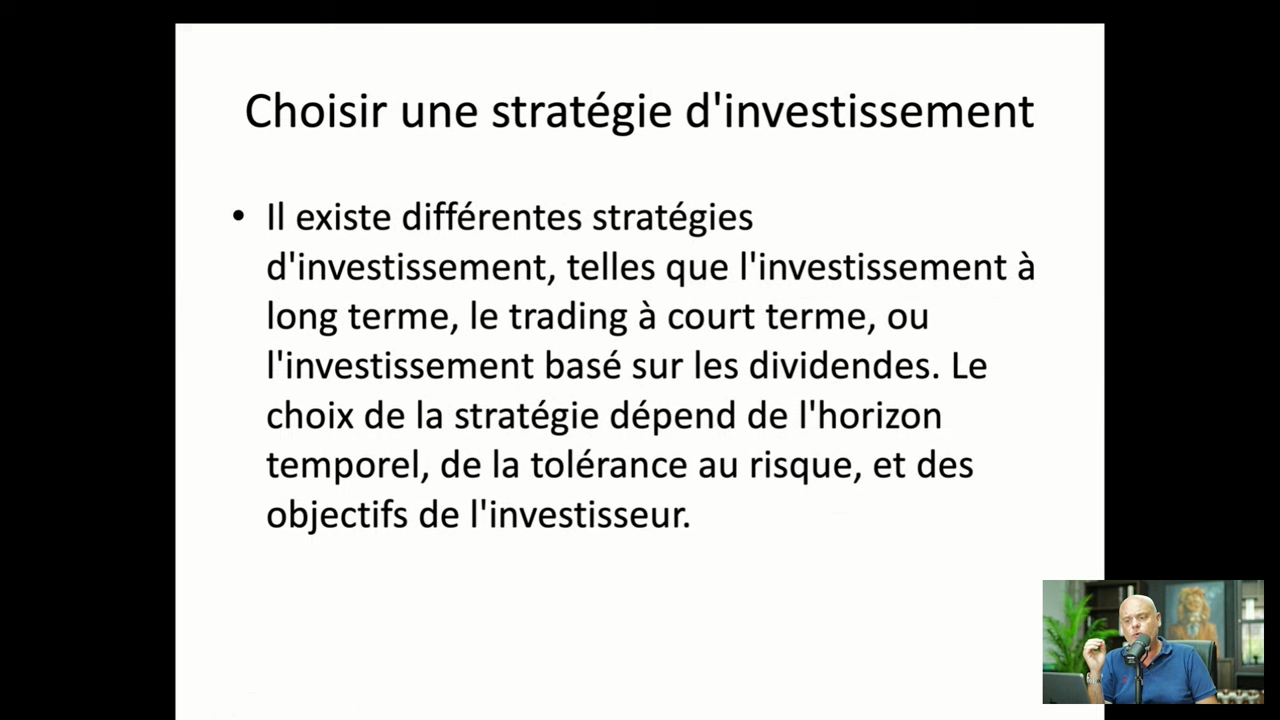 Choisir une stratégie d'investissement
• Il existe différentes stratégies
d'investissement, telles que l'investissement à
long terme, le trading à court terme, ou
l'investissement basé sur les dividendes. Le
choix de la stratégie dépend de l'horizon
temporel, de la tolérance au risque, et des
objectifs de l'investisseur.